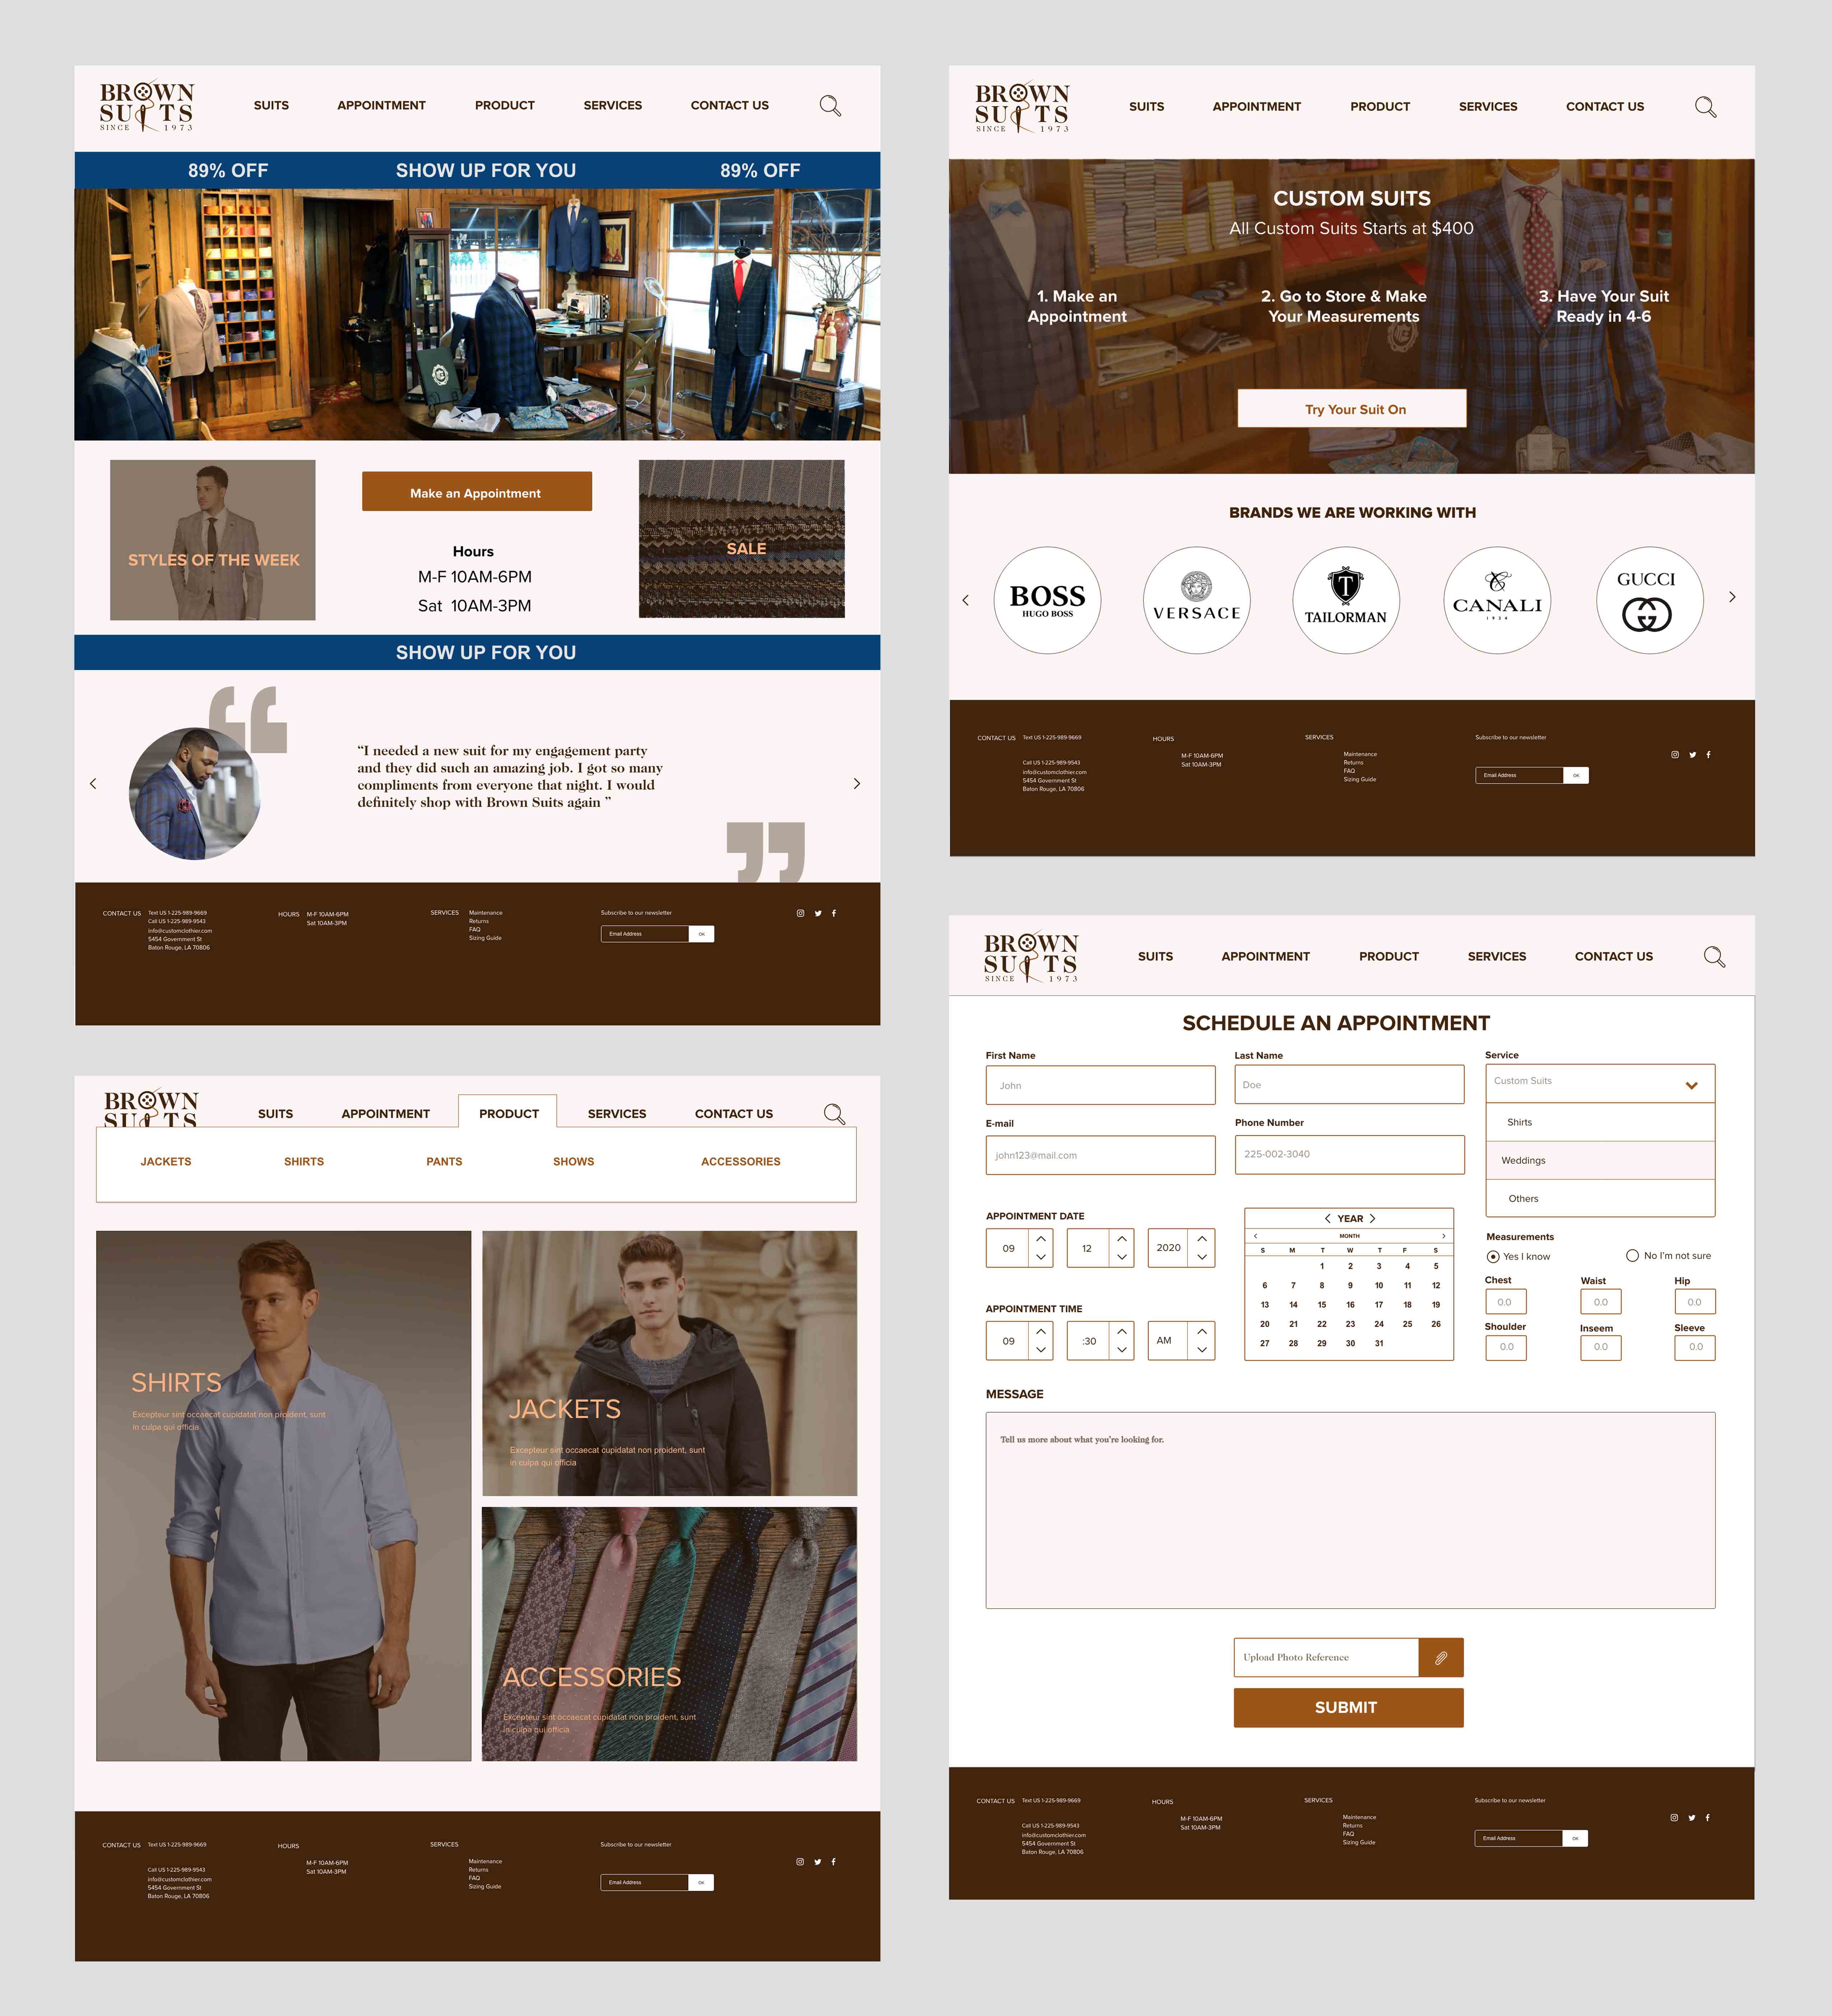 BROWN
SUITS
SINCE 1973
SUITS APPOINTMENT PRODUCT SERVICES CONTACT US
89% OFF SHOW UP FOR YOU 89% OFF
STYLES OF THE WEEK
Make an Appointment
Hours
M-F 10AM-6PM
Sat 10AM-3PM
SALE
SHOW UP FOR YOU
“I needed a new suit for my engagement party
and they did such an amazing job. I got so many
compliments from everyone that night. I would
definitely shop with Brown Suits again ”
CONTACT US Text US 1-225-989-9669
Call US 1-225-989-9543
info@customclothier.com
5454 Government St
Baton Rouge, LA 70806
HOURS M-F 10AM-6PM
Sat 10AM-3PM
SERVICES Maintenance
Returns
FAQ
Sizing Guide
Subscribe to our newsletter
Email Address OK
BROWN
SUITS
SINCE 1973
SUITS APPOINTMENT PRODUCT SERVICES CONTACT US
CUSTOM SUITS
All Custom Suits Starts at $400
1. Make an
Appointment
2. Go to Store & Make
Your Measurements
3. Have Your Suit
Ready in 4-6
Try Your Suit On
BRANDS WE ARE WORKING WITH
BOSS
HUGO BOSS
VERSACE
T
TAILORMAN
CANALI
1934
GUCCI
CONTACT US Text US 1-225-989-9669
Call US 1-225-989-9543
info@customclothier.com
5454 Government St
Baton Rouge, LA 70806
HOURS
M-F 10AM-6PM
Sat 10AM-3PM
SERVICES
Maintenance
Returns
FAQ
Sizing Guide
Subscribe to our newsletter
Email Address OK
BROWN
SUITS
SUITS APPOINTMENT PRODUCT SERVICES CONTACT US
JACKETS SHIRTS PANTS SHOWS ACCESSORIES
SHIRTS
Excepteur sint occaecat cupidatat non proident, sunt
in culpa qui officia
JACKETS
Excepteur sint occaecat cupidatat non proident, sunt
in culpa qui officia
ACCESSORIES
Excepteur sint occaecat cupidatat non proident, sunt
in culpa qui officia
CONTACT US Text US 1-225-989-9669
Call US 1-225-989-9543
info@customclothier.com
5454 Government St
Baton Rouge, LA 70806
HOURS
M-F 10AM-6PM
Sat 10AM-3PM
SERVICES
Maintenance
Returns
FAQ
Sizing Guide
Subscribe to our newsletter
Email Address OK
BROWN
SUITS
SINCE 1973
SUITS APPOINTMENT PRODUCT SERVICES CONTACT US
SCHEDULE AN APPOINTMENT
First Name
John
Last Name
Doe
Service
Custom Suits
Shirts
Weddings
Others
E-mail
john123@mail.com
Phone Number
225-002-3040
APPOINTMENT DATE
09 12 2020
APPOINTMENT TIME
09 :30 AM
YEAR
MONTH
S M T W T F S
1 2 3 4 5
6 7 8 9 10 11 12
13 14 15 16 17 18 19
20 21 22 23 24 25 26
27 28 29 30 31
Measurements
Yes I know No I'm not sure
Chest Waist Hip
0.0 0.0 0.0
Shoulder Inseem Sleeve
0.0 0.0 0.0
MESSAGE
Tell us more about what you're looking for.
Upload Photo Reference
SUBMIT
CONTACT US Text US 1-225-989-9669
Call US 1-225-989-9543
info@customclothier.com
5454 Government St
Baton Rouge, LA 70806
HOURS
M-F 10AM-6PM
Sat 10AM-3PM
SERVICES
Maintenance
Returns
FAQ
Sizing Guide
Subscribe to our newsletter
Email Address OK